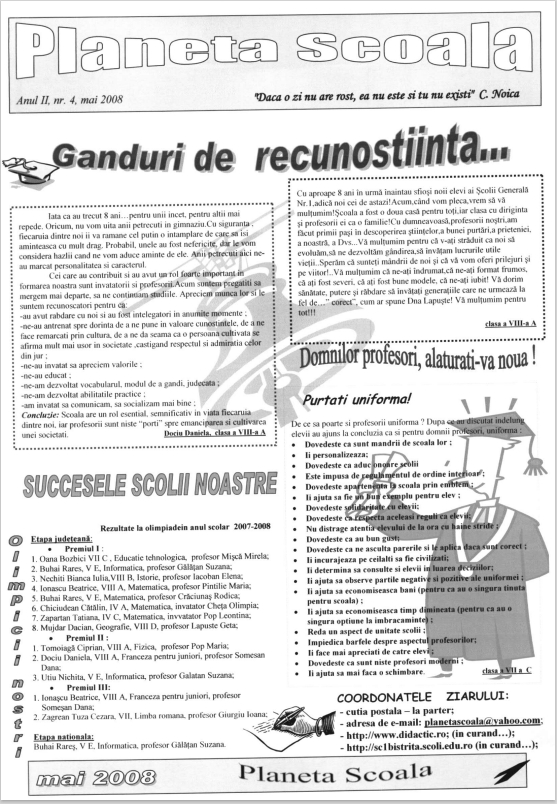 Planeta Scoala
Anul II, nr. 4, mai 2008
"Daca o zi nu are rost, ea nu este si tu nu existi" C. Noica
Ganduri de recunostiinta...
Iata ca au trecut 8 ani…pentru unii incet, pentru altii mai
repede. Oricum, nu vom uita anii petrecuti in gimnaziu.Cu siguranta ;
fiecaruia dintre noi ii va ramane cel putin o intamplare de care sa isi
aminteasca cu mult drag. Probabil, unele au fost nefericite, dar le vom
considera hazlii cand ne vom aduce aminte de ele. Anii petrecuti aici ne-
au marcat personalitatea si caracterul.
Cei care au contribuit si au avut un rol foarte important in
formarea noastra sunt invatatorii si profesorii.Acum suntem pregatiti sa
mergem mai departe, sa ne continuam studiile. Apreciem munca lor si le
suntem recunoscatori pentru ca:
-au avut rabdare cu noi si au fost intelegatori in anumite momente ;
-ne-au antrenat spre dorinta de a ne pune in valoare cunostintele, de a ne
face remarcati prin cultura, de a ne da seama ca o persoana cultivata se
afirma mult mai usor in societate ,castigand respectul si admiratia celor
din jur ;
-ne-au invatat sa apreciem valorile ;
-ne-au educat ;
-ne-am dezvoltat vocabularul, modul de a gandi, judecata ;
-ne-am dezvoltat abilitatile practice ;
-am invatat sa comunicam, sa socializam mai bine ;
Concluzie: Scoala are un rol esential, semnificativ in viata fiecaruia
dintre noi, iar profesorii sunt niste "porti" spre emanciparea si cultivarea
unei societati. Dociu Daniela, clasa a VIII-a A
Cu aproape 8 ani în urmă înaintau sfioşi noii elevi ai Şcolii Generală
Nr.1,adică noi cei de astazi!Acum,când vom pleca,vrem să vă
mulţumim!Şcoala a fost o doua casă pentru toţi,iar clasa cu diriginta
şi profesorii ei ca o familie!Cu dumneavoasă,profesorii noştri,am
făcut primii paşi în descoperirea ştiinţelor,a bunei purtări,a prieteniei,
a noastră, a Dvs...Vă mulţumim pentru că v-aţi străduit ca noi să
evoluăm,să ne dezvoltăm gândirea,să învăţam lucrurile utile
vieţii. Sperăm că sunteti mândri de noi şi că vă vom oferi prilejuri şi
pe viitor!..Vă mulţumim că ne-aţi îndrumat,că ne-aţi format frumos,
că aţi fost severi, că aţi fost bune modele, că ne-aţi iubit! Vă dorim
sănătate, putere şi răbdare să învăţaţi generaţiile care ne urmează la
fel de…" corect", cum ar spune Dna Lapuşte! Vă mulţumim pentru
tot!!!
clasa a VIII-a A
Domnilor profesori, alaturati-va noua !
Purtati uniforma!
De ce sa poarte si profesorii uniforma ? Dupa ce au discutat indelung
elevii au ajuns la concluzia ca si pentru domnii profesori, uniforma :
• Dovedeste ca sunt mandrii de scoala lor ;
• Ii personalizeaza;
• Dovedeste ca aduc onoare scolii
• Este impusa de regulamentul de ordine interioar ;
• Dovedeste apartenenta la scoala prin emblem ;
• Ii ajuta sa fie un bun exemplu pentru elev ;
• Dovedeste solidaritate cu elevii;
• Dovedeste ca respecta aceleasi reguli ca elevii;
• Nu distrage atentia elevului de la ora cu haine stride ;
• Dovedeste ca au bun gust;
• Dovedeste ca ne asculta parerile si le aplica daca sunt corect ;
• Ii incurajeaza pe ceilalti sa fie civilizati;
• Ii determina sa consulte si elevii in luarea deciziilor;
• Ii ajuta sa observe partile negative si pozitive ale uniformei ;
• Ii ajuta sa economiseasca bani (pentru ca au o singura tinuta
pentru scoala) ;
• Ii ajuta sa economiseasca timp dimineata (pentru ca au o
singura optiune la imbracaminte) ;
• Reda un aspect de unitate scolii ;
• Impiedica barfele despre aspectul profesorilor;
• Ii face mai apreciati de catre elevi ;
• Dovedeste ca sunt niste profesori moderni ;
• Ii ajuta sa mai faca o schimbare. clasa a VII a C
SUCCESELE SCOLII NOASTRE
Rezultate la olimpiadein anul scolar 2007-2008
Olimpicii nostri
Etapa judeţeană:
• Premiul I :
1. Oana Bozbici VII C , Educatie tehnologica, profesor Mişcă Mirela;
2. Buhai Rares, V E, Informatica, profesor Gălăţan Suzana;
3. Nechiti Bianca Iulia,VIII B, Istorie, profesor Iacoban Elena;
4. Ionascu Beatrice, VIII A, Matematica, profesor Pintilie Maria;
5. Buhai Rares, V E, Matematica, profesor Crăciunaş Rodica;
6. Chiciudean Cătălin, IV A, Matematica, invatator Cheţa Olimpia;
7. Zapartan Tatiana, IV C, Matematica, invvatator Pop Leontina;
8. Mujdar Dacian, Geografie, VIII D, profesor Lapuste Geta;
• Premiul II :
1. Tomoiagă Ciprian, VIII A, Fizica, profesor Pop Maria;
2. Dociu Daniela, VIII A, Franceza pentru juniori, profesor Somesan
Dana;
3. Utiu Nichita, V E, Informatica, profesor Galatan Suzana;
• Premiul III:
1. Ionaşcu Beatrice, VIII A, Franceza pentru juniori, profesor
Someşan Dana;
2. Zagrean Tuza Cezara, VII, Limba romana, profesor Giurgiu Ioana;
Etapa nationala:
Buhai Rareş, V E, Informatica, profesor Gălăţan Suzana.
COORDONATELE ZIARULUI:
- cutia postala – la parter;
- adresa de e-mail: planetascoala@yahoo.com;
- http://www.didactic.ro; (in curand…);
- http://sc1bistrita.scoli.edu.ro (in curand…);
mai 2008
Planeta Scoala